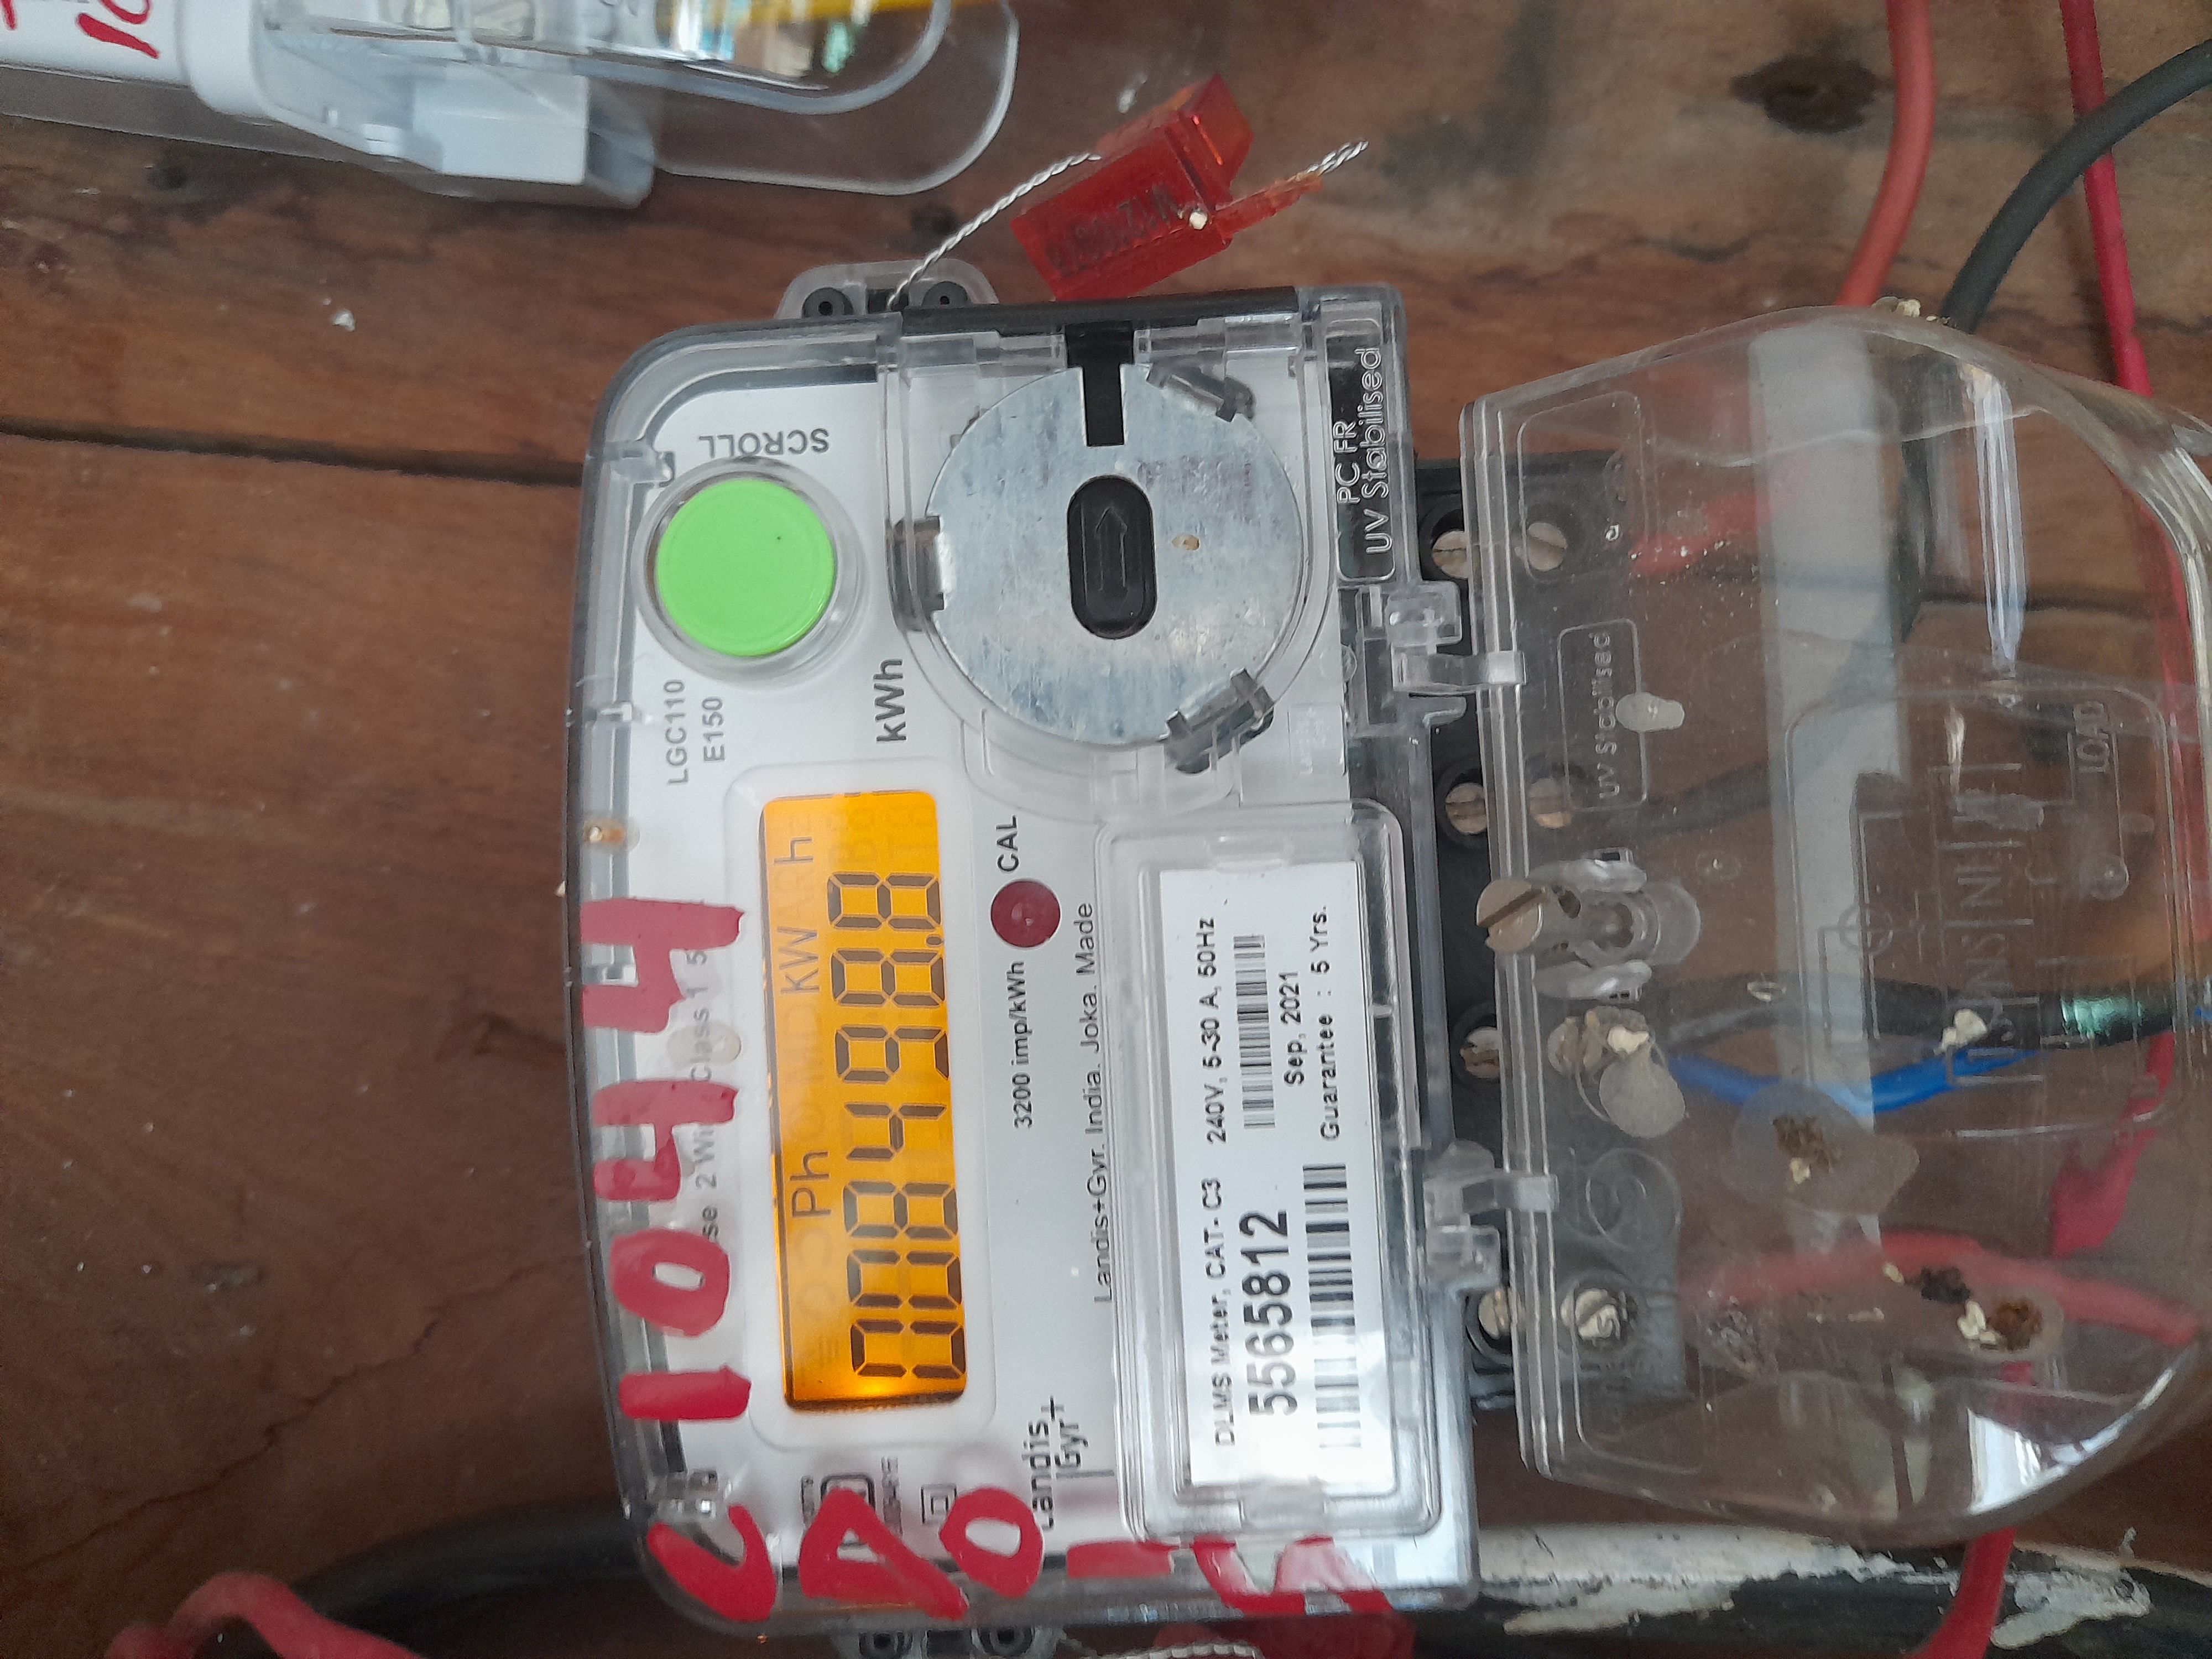 SCROLL
LGC110
E150
kWh
1044
Ph
kW h
08498.8
CAL
3200 imp/kWh
Landis+Gyr. India. Joka. Made
Landis
Gyr+
DLMS Meter, CAT- C3 240V, 5-30 A, 50Hz
5565812
Sep, 2021
Guarantee : 5 Yrs.
PC FR
UV Stabilised
UV Stabilised
LOAD